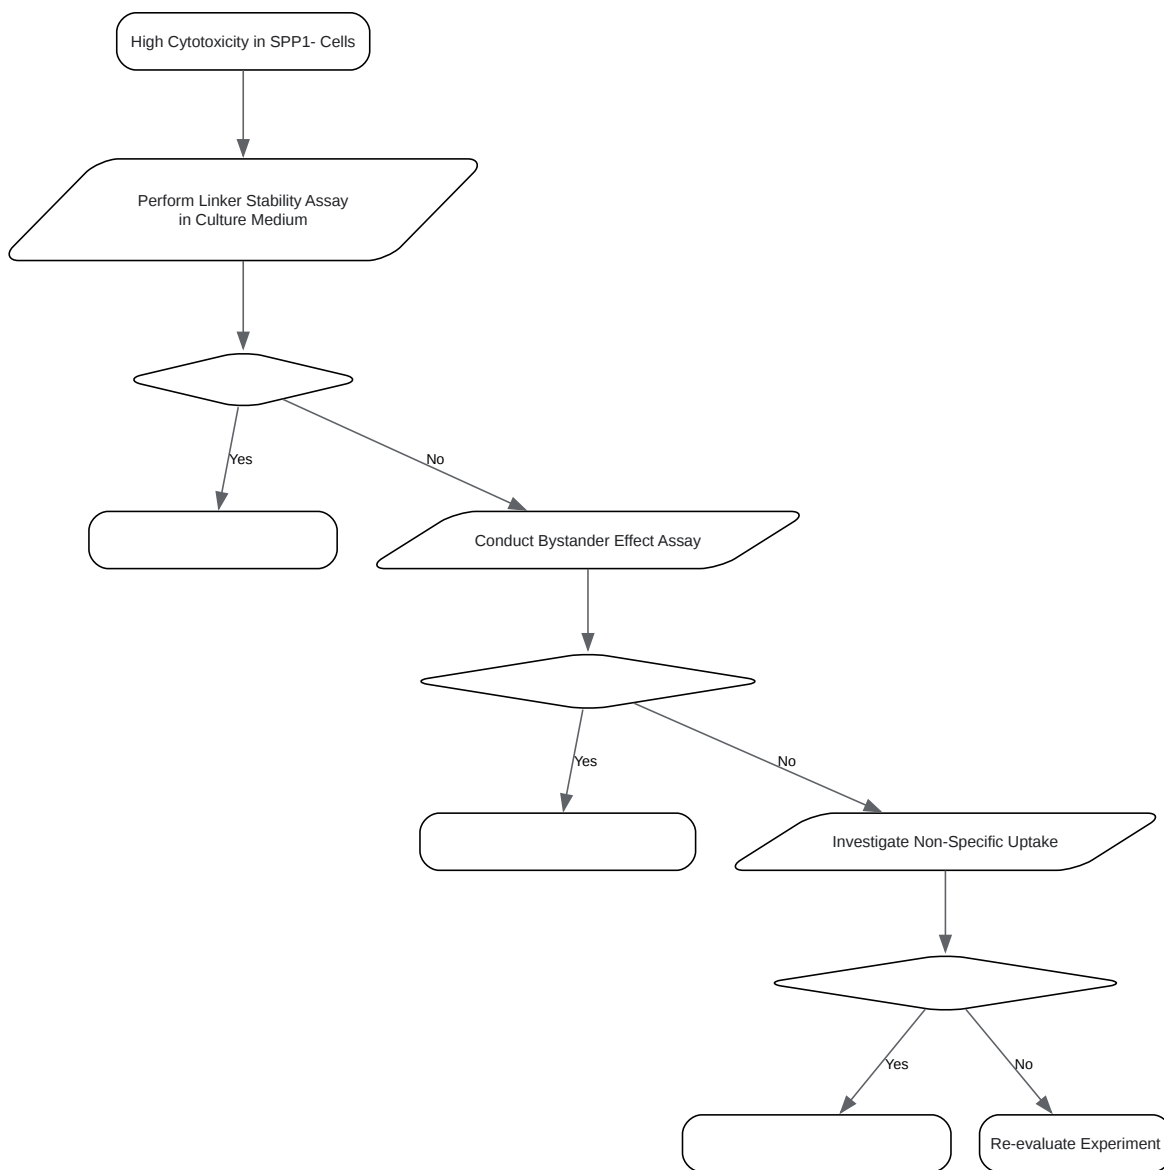 High Cytotoxicity in SPP1- Cells
Perform Linker Stability Assay
in Culture Medium
Yes
No
Conduct Bystander Effect Assay
Yes
No
Investigate Non-Specific Uptake
Yes
No
Re-evaluate Experiment